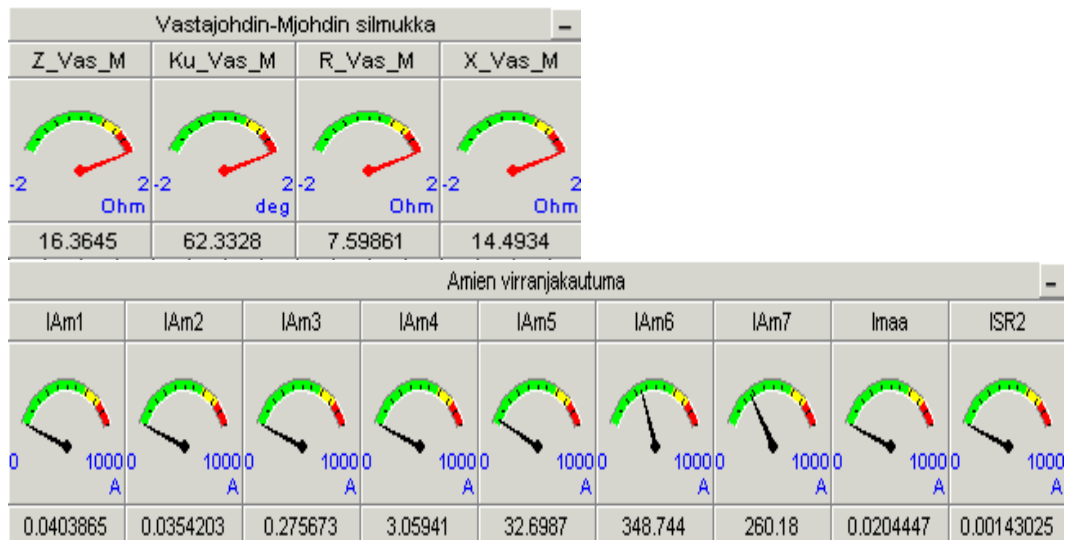 Vastajohdin-Mjohdin silmukka
Z_Vas_M Ku_Vas_M R_Vas_M X_Vas_M
-2 2 -2 2 -2 2 -2 2
Ohm deg Ohm Ohm
16.3645 62.3328 7.59861 14.4934
Amien virranjakautuma
IAm1 IAm2 IAm3 IAm4 IAm5 IAm6 IAm7 Imaa ISR2
0 1000 0 1000 0 1000 0 1000 0 1000 0 1000 0 1000 0 1000 0 1000
A A A A A A A A A
0.0403865 0.0354203 0.275673 3.05941 32.6987 348.744 260.18 0.0204447 0.00143025